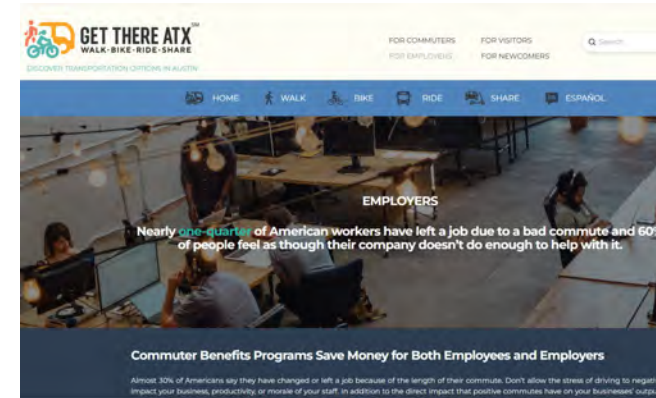 GET THERE ATX℠
WALK-BIKE-RIDE-SHARE
DISCOVER TRANSPORTATION OPTIONS IN AUSTIN
FOR COMMUTERS FOR VISITORS
FOR EMPLOYERS FOR NEWCOMERS
Search
HOME WALK BIKE RIDE SHARE ESPAÑOL
EMPLOYERS
Nearly one-quarter of American workers have left a job due to a bad commute and 60%
of people feel as though their company doesn't do enough to help with it.
Commuter Benefits Programs Save Money for Both Employees and Employers
Almost 30% of Americans say they have changed or left a job because of the length of their commute. Don't allow the stress of driving to
impact your business, productivity, or morale of your staff. In addition to the direct impact that positive commutes have on your businesses'